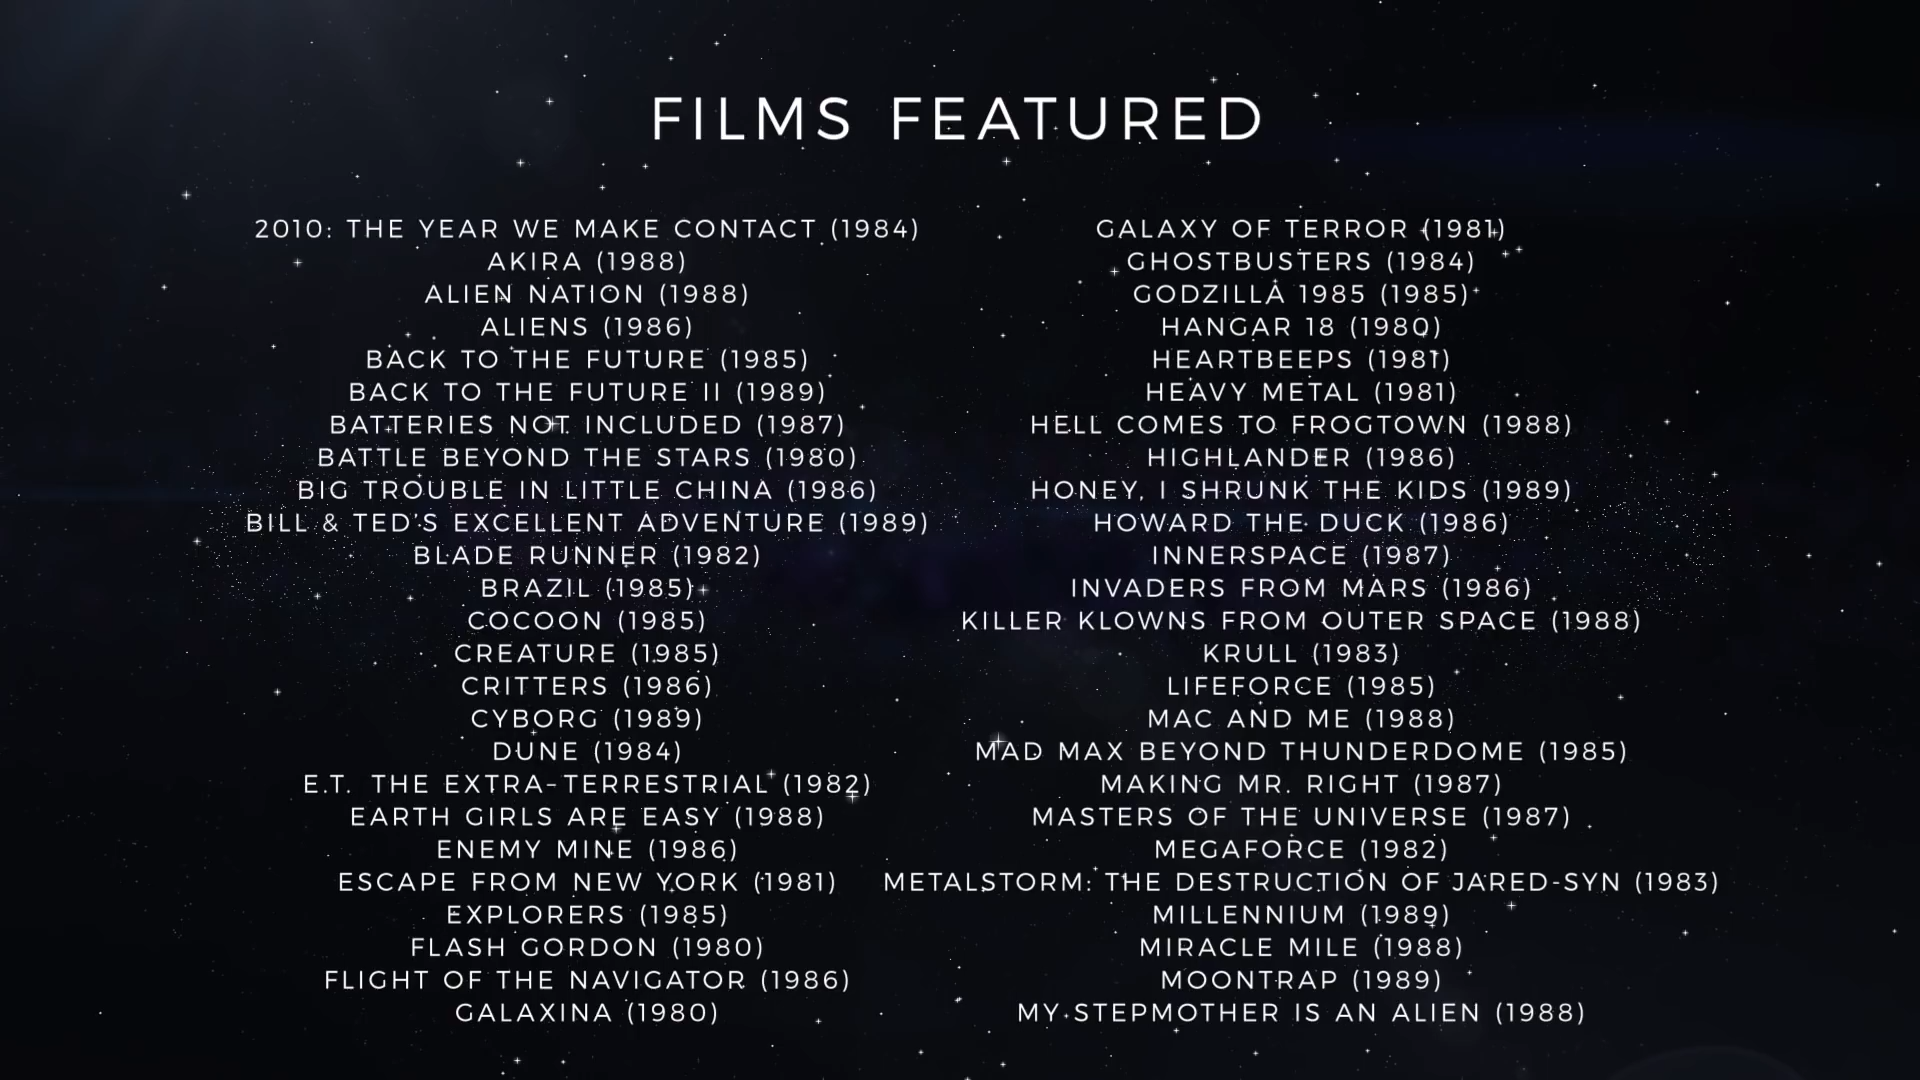 FILMS FEATURED
2010: THE YEAR WE MAKE CONTACT (1984)
AKIRA (1988)
ALIEN NATION (1988)
ALIENS (1986)
BACK TO THE FUTURE (1985)
BACK TO THE FUTURE II (1989)
BATTERIES NOT INCLUDED (1987)
BATTLE BEYOND THE STARS (1980)
BIG TROUBLE IN LITTLE CHINA (1986)
BILL & TED'S EXCELLENT ADVENTURE (1989)
BLADE RUNNER (1982)
BRAZIL (1985)
COCOON (1985)
CREATURE (1985)
CRITTERS (1986)
CYBORG (1989)
DUNE (1984)
E.T. THE EXTRA-TERRESTRIAL (1982)
EARTH GIRLS ARE EASY (1988)
ENEMY MINE (1986)
ESCAPE FROM NEW YORK (1981)
EXPLORERS (1985)
FLASH GORDON (1980)
FLIGHT OF THE NAVIGATOR (1986)
GALAXINA (1980)
GALAXY OF TERROR (1981)
GHOSTBUSTERS (1984)
GODZILLA 1985 (1985)
HANGAR 18 (1980)
HEARTBEEPS (1981)
HEAVY METAL (1981)
HELL COMES TO FROGTOWN (1988)
HIGHLANDER (1986)
HONEY, I SHRUNK THE KIDS (1989)
HOWARD THE DUCK (1986)
INNERSPACE (1987)
INVADERS FROM MARS (1986)
KILLER KLOWNS FROM OUTER SPACE (1988)
KRULL (1983)
LIFEFORCE (1985)
MAC AND ME (1988)
MAD MAX BEYOND THUNDERDOME (1985)
MAKING MR. RIGHT (1987)
MASTERS OF THE UNIVERSE (1987)
MEGAFORCE (1982)
METALSTORM: THE DESTRUCTION OF JARED-SYN (1983)
MILLENNIUM (1989)
MIRACLE MILE (1988)
MOONTRAP (1989)
MY STEPMOTHER IS AN ALIEN (1988)